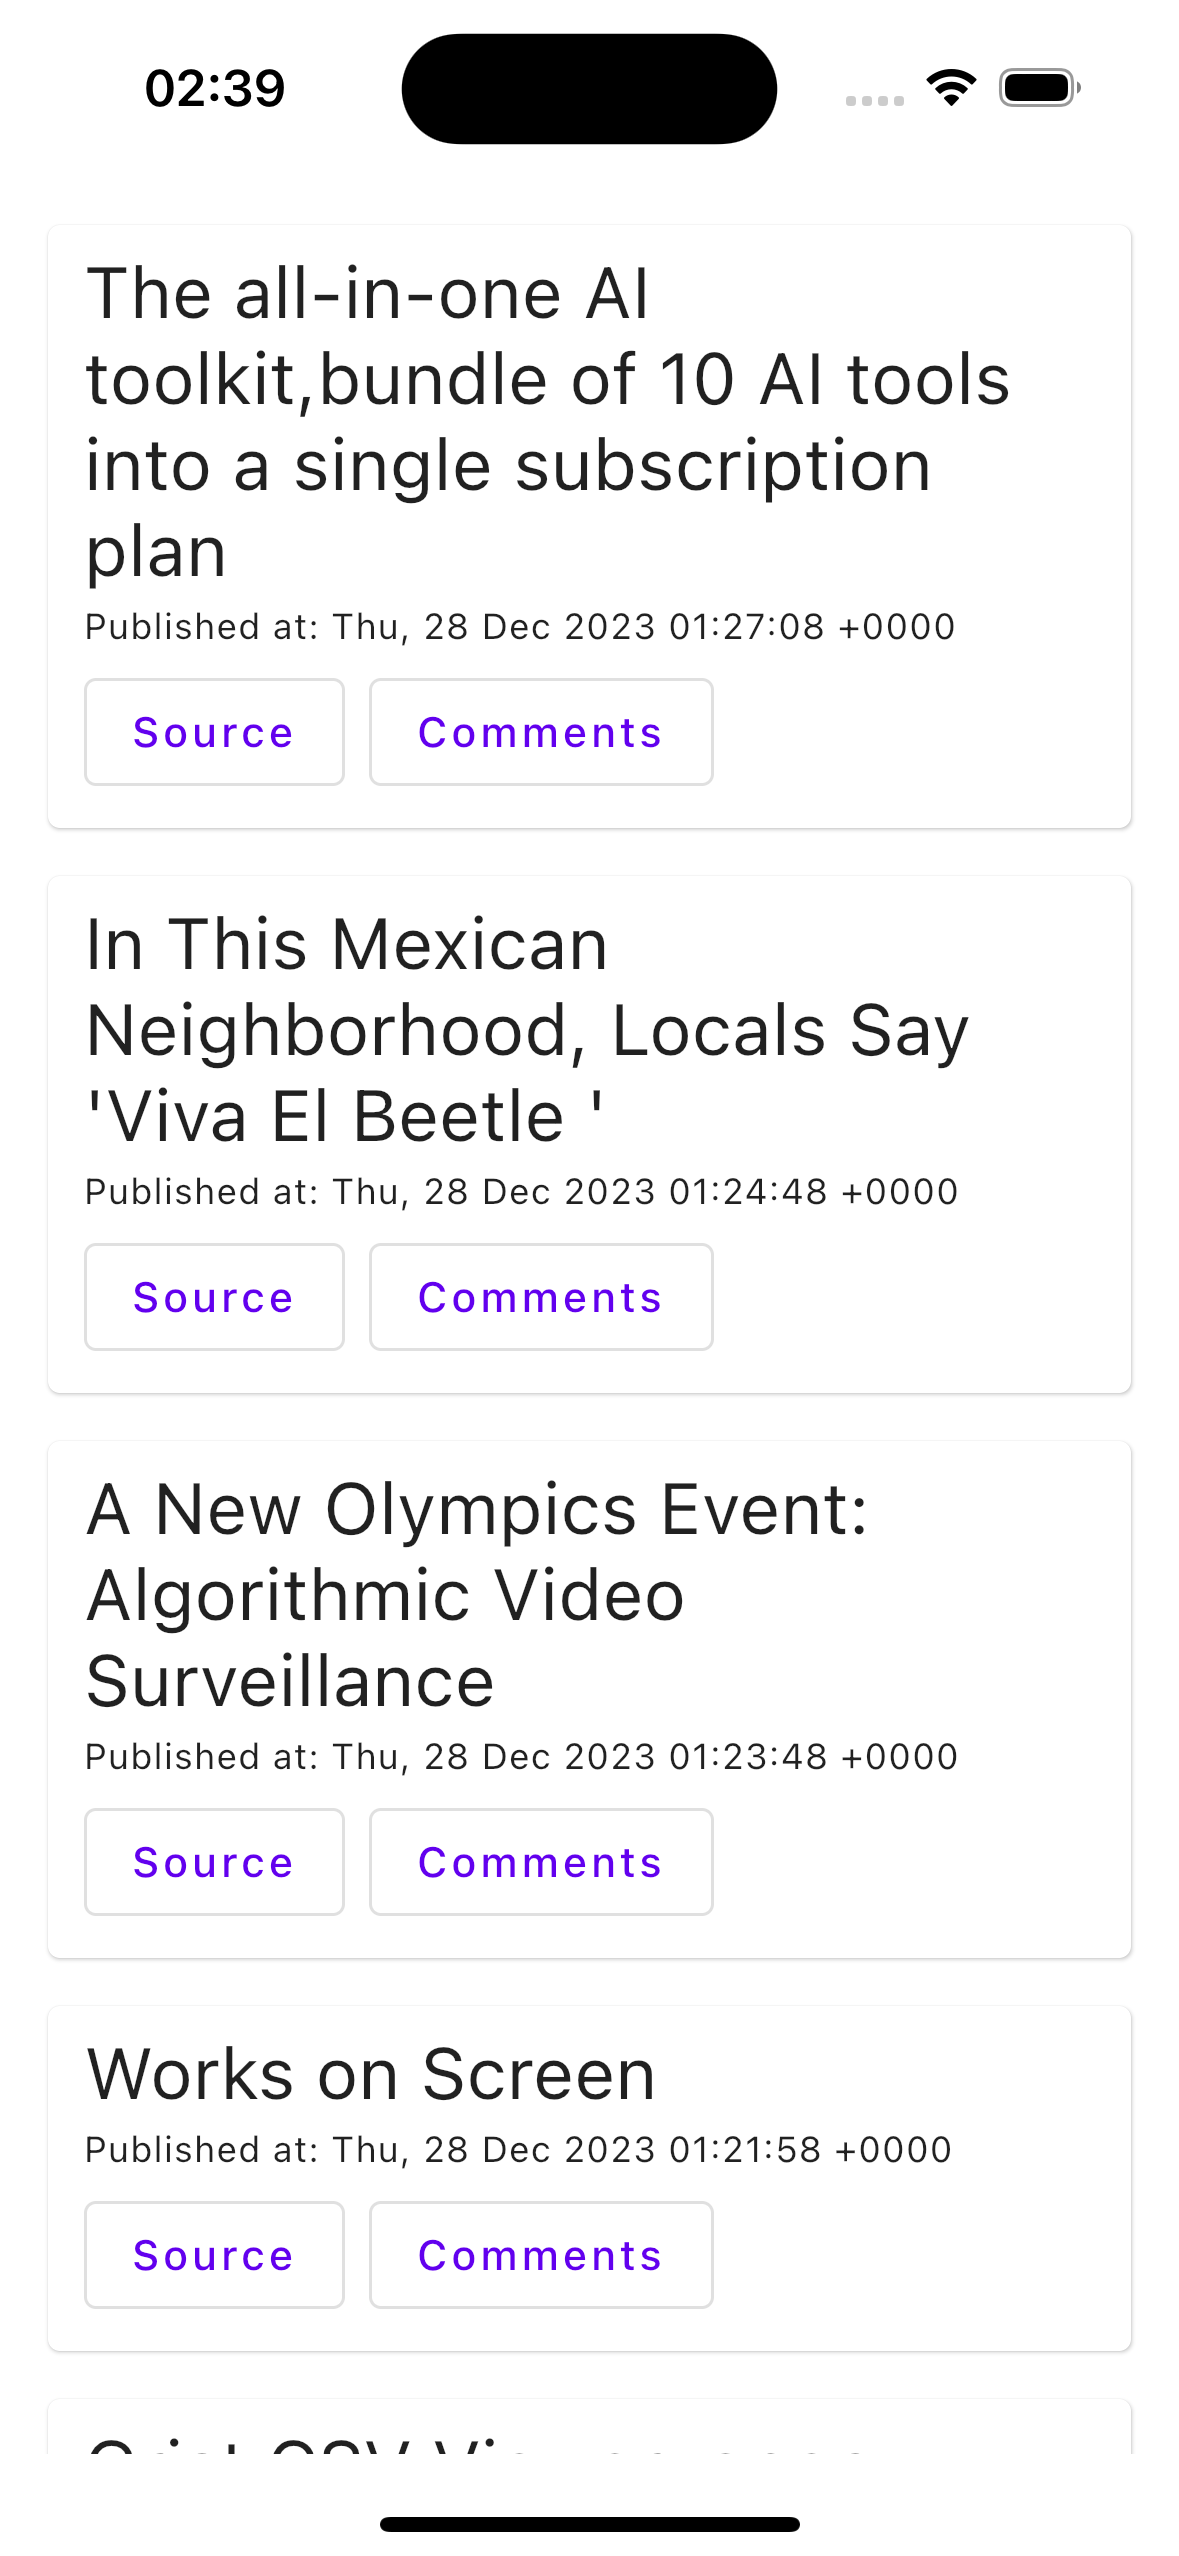 02:39
The all-in-one AI
toolkit,bundle of 10 AI tools
into a single subscription
plan
Published at: Thu, 28 Dec 2023 01:27:08 +0000
Source Comments
In This Mexican
Neighborhood, Locals Say
'Viva El Beetle '
Published at: Thu, 28 Dec 2023 01:24:48 +0000
Source Comments
A New Olympics Event:
Algorithmic Video
Surveillance
Published at: Thu, 28 Dec 2023 01:23:48 +0000
Source Comments
Works on Screen
Published at: Thu, 28 Dec 2023 01:21:58 +0000
Source Comments